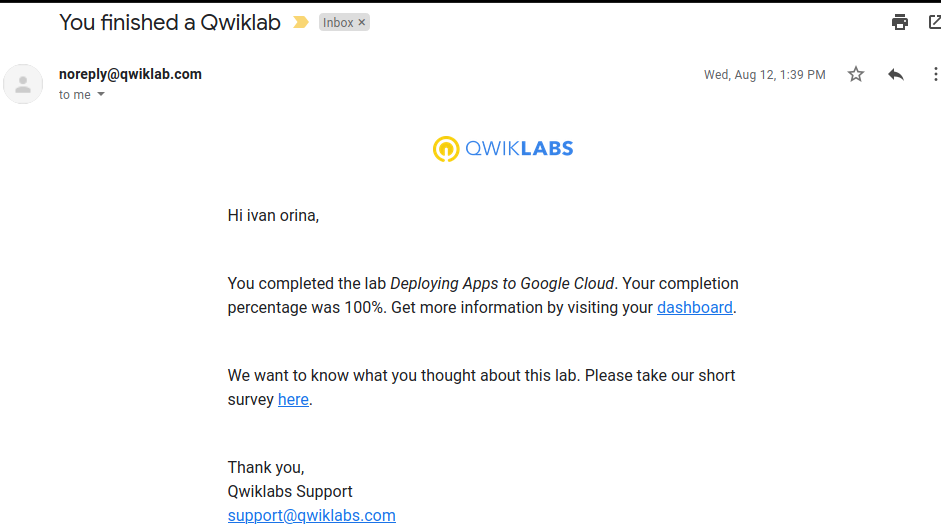 You finished a Qwiklab
Inbox ×
noreply@qwiklab.com
Wed, Aug 12, 1:39 PM
to me
QWIKLABS
Hi ivan orina,
You completed the lab Deploying Apps to Google Cloud. Your completion
percentage was 100%. Get more information by visiting your dashboard.
We want to know what you thought about this lab. Please take our short
survey here.
Thank you,
Qwiklabs Support
support@qwiklabs.com